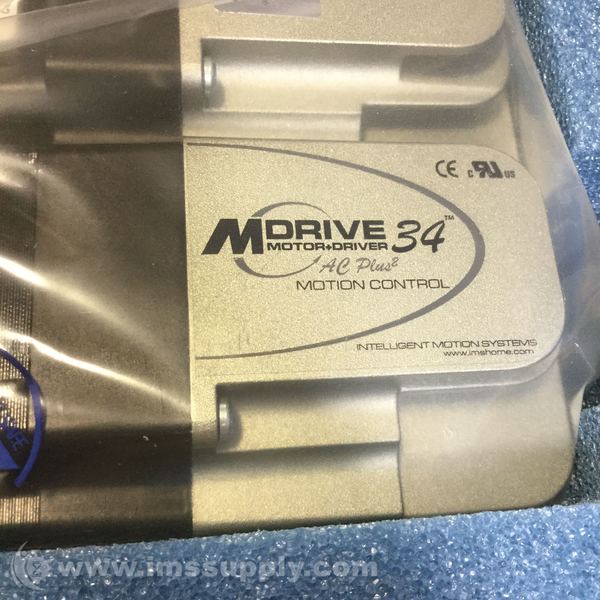 CE C UR US
MDRIVE 34™
MOTOR+DRIVER
AC Plus²
MOTION CONTROL
INTELLIGENT MOTION SYSTEMS
www.imshome.com
www.imssupply.com